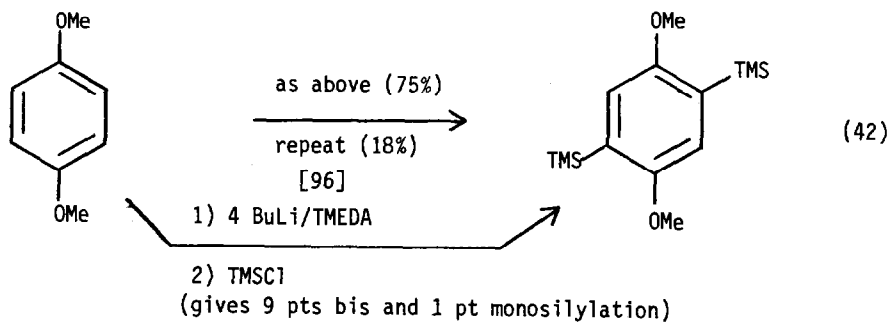 OMe
OMe
as above (75%)
TMS
(42)
repeat (18%)
TMS
[96]
OMe
OMe
1) 4 BuLi/TMEDA
2) TMSCl
(gives 9 pts bis and 1 pt monosilylation)